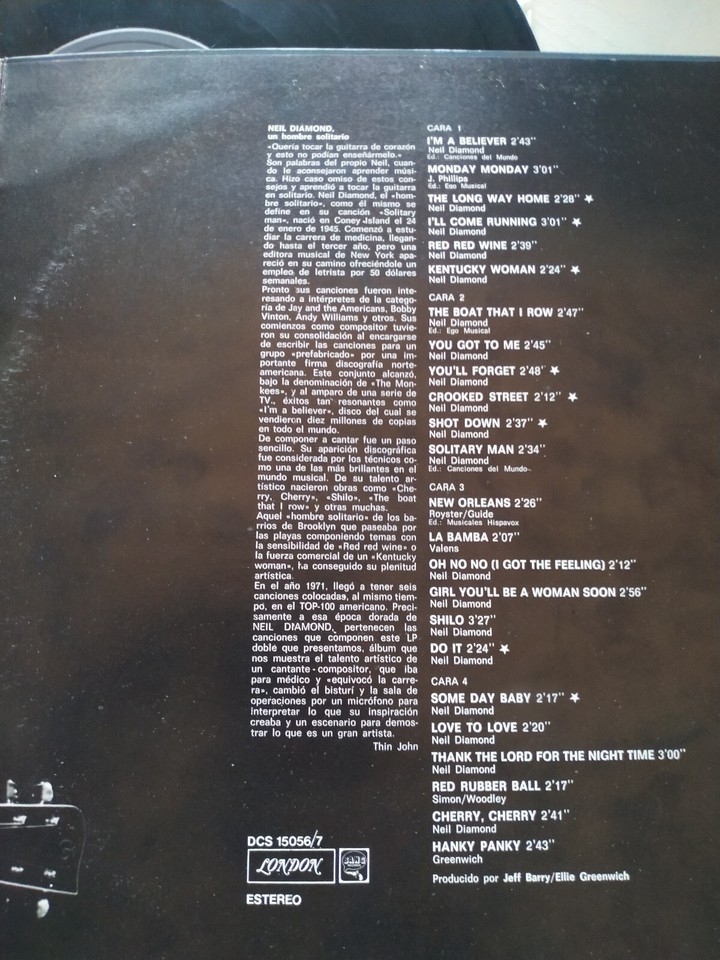 NEIL DIAMOND,
un hombre solitario
«Quería tocar la guitarra de corazón
y esto no podían enseñármelo.»
Son palabras del propio Neil, cuan-
do le aconsejaron aprender músi-
ca. Hizo caso omiso de estos con-
sejos y aprendió a tocar la guitarra
en solitario. Neil Diamond, el «hom-
bre solitario», como él mismo se
define en su canción «Solitary
man», nació en Coney-Island el 24
de enero de 1945. Comenzó a estu-
diar la carrera de medicina, llegan-
do hasta el tercer año, pero una
editora musical de New York apa-
reció en su camino ofreciéndole un
empleo de letrista por 50 dólares
semanales.
Pronto sus canciones fueron inte-
resando a intérpretes de la catego-
ría de Jay and the Americans, Bobby
Vinton, Andy Williams y otros. Sus
comienzos como compositor tuvie-
ron su consolidación al encargarse
de escribir las canciones para un
grupo «prefabricado» por una im-
portante firma discografía norte-
americana. Este conjunto alcanzó,
bajo la denominación de «The Mon-
kees», y al amparo de una serie de
TV., éxitos tan resonantes como
«I'm a believer», disco del cual se
vendieron diez millones de copias
en todo el mundo.
De componer a cantar fue un paso
sencillo. Su aparición discográfica
fue considerada por los técnicos co-
mo una de las más brillantes en el
mundo musical. De su talento ar-
tístico nacieron obras como «Che-
rry, Cherry», «Shilo», «The boat
that I row» y otras muchas.
Aquel «hombre solitario» de los ba-
rrios de Brooklyn que paseaba por
las playas componiendo temas con
la sensibilidad de «Red red wine» o
la fuerza comercial de un «Kentucky
woman», ha conseguido su plenitud
artística.
En el año 1971, llegó a tener seis
canciones colocadas, al mismo tiem-
po, en el TOP-100 americano. Preci-
samente a esa época dorada de
NEIL DIAMOND, pertenecen las
canciones que componen este LP
doble que presentamos, álbum que
nos muestra el talento artístico de
un cantante-compositor, que iba
para médico y «equivocó la carre-
ra», cambió el bisturí y la sala de
operaciones por un micrófono para
interpretar lo que su inspiración
creaba y un escenario para demos-
trar lo que es un gran artista.
Thin John
DCS 15056/7
LONDON
BANG
ESTEREO
CARA 1
I'M A BELIEVER 2'43"
Neil Diamond
Ed.: Canciones del Mundo
MONDAY MONDAY 3'01"
J. Phillips
Ed.: Ego Musical
THE LONG WAY HOME 2'28" ★
Neil Diamond
I'LL COME RUNNING 3'01" ★
Neil Diamond
RED RED WINE 2'39"
Neil Diamond
KENTUCKY WOMAN 2'24" ★
Neil Diamond
CARA 2
THE BOAT THAT I ROW 2'47"
Neil Diamond
Ed.: Ego Musical
YOU GOT TO ME 2'45"
Neil Diamond
YOU'LL FORGET 2'48" ★
Neil Diamond
CROOKED STREET 2'12" ★
Neil Diamond
SHOT DOWN 2'37" ★
Neil Diamond
SOLITARY MAN 2'34"
Neil Diamond
Ed.: Canciones del Mundo
CARA 3
NEW ORLEANS 2'26"
Royster/Guide
Ed.: Musicales Hispavox
LA BAMBA 2'07"
Valens
OH NO NO (I GOT THE FEELING) 2'12"
Neil Diamond
GIRL YOU'LL BE A WOMAN SOON 2'56"
Neil Diamond
SHILO 3'27"
Neil Diamond
DO IT 2'24" ★
Neil Diamond
CARA 4
SOME DAY BABY 2'17" ★
Neil Diamond
LOVE TO LOVE 2'20"
Neil Diamond
THANK THE LORD FOR THE NIGHT TIME 3'00"
Neil Diamond
RED RUBBER BALL 2'17"
Simon/Woodley
CHERRY, CHERRY 2'41"
Neil Diamond
HANKY PANKY 2'43"
Greenwich
Producido por Jeff Barry/Ellie Greenwich